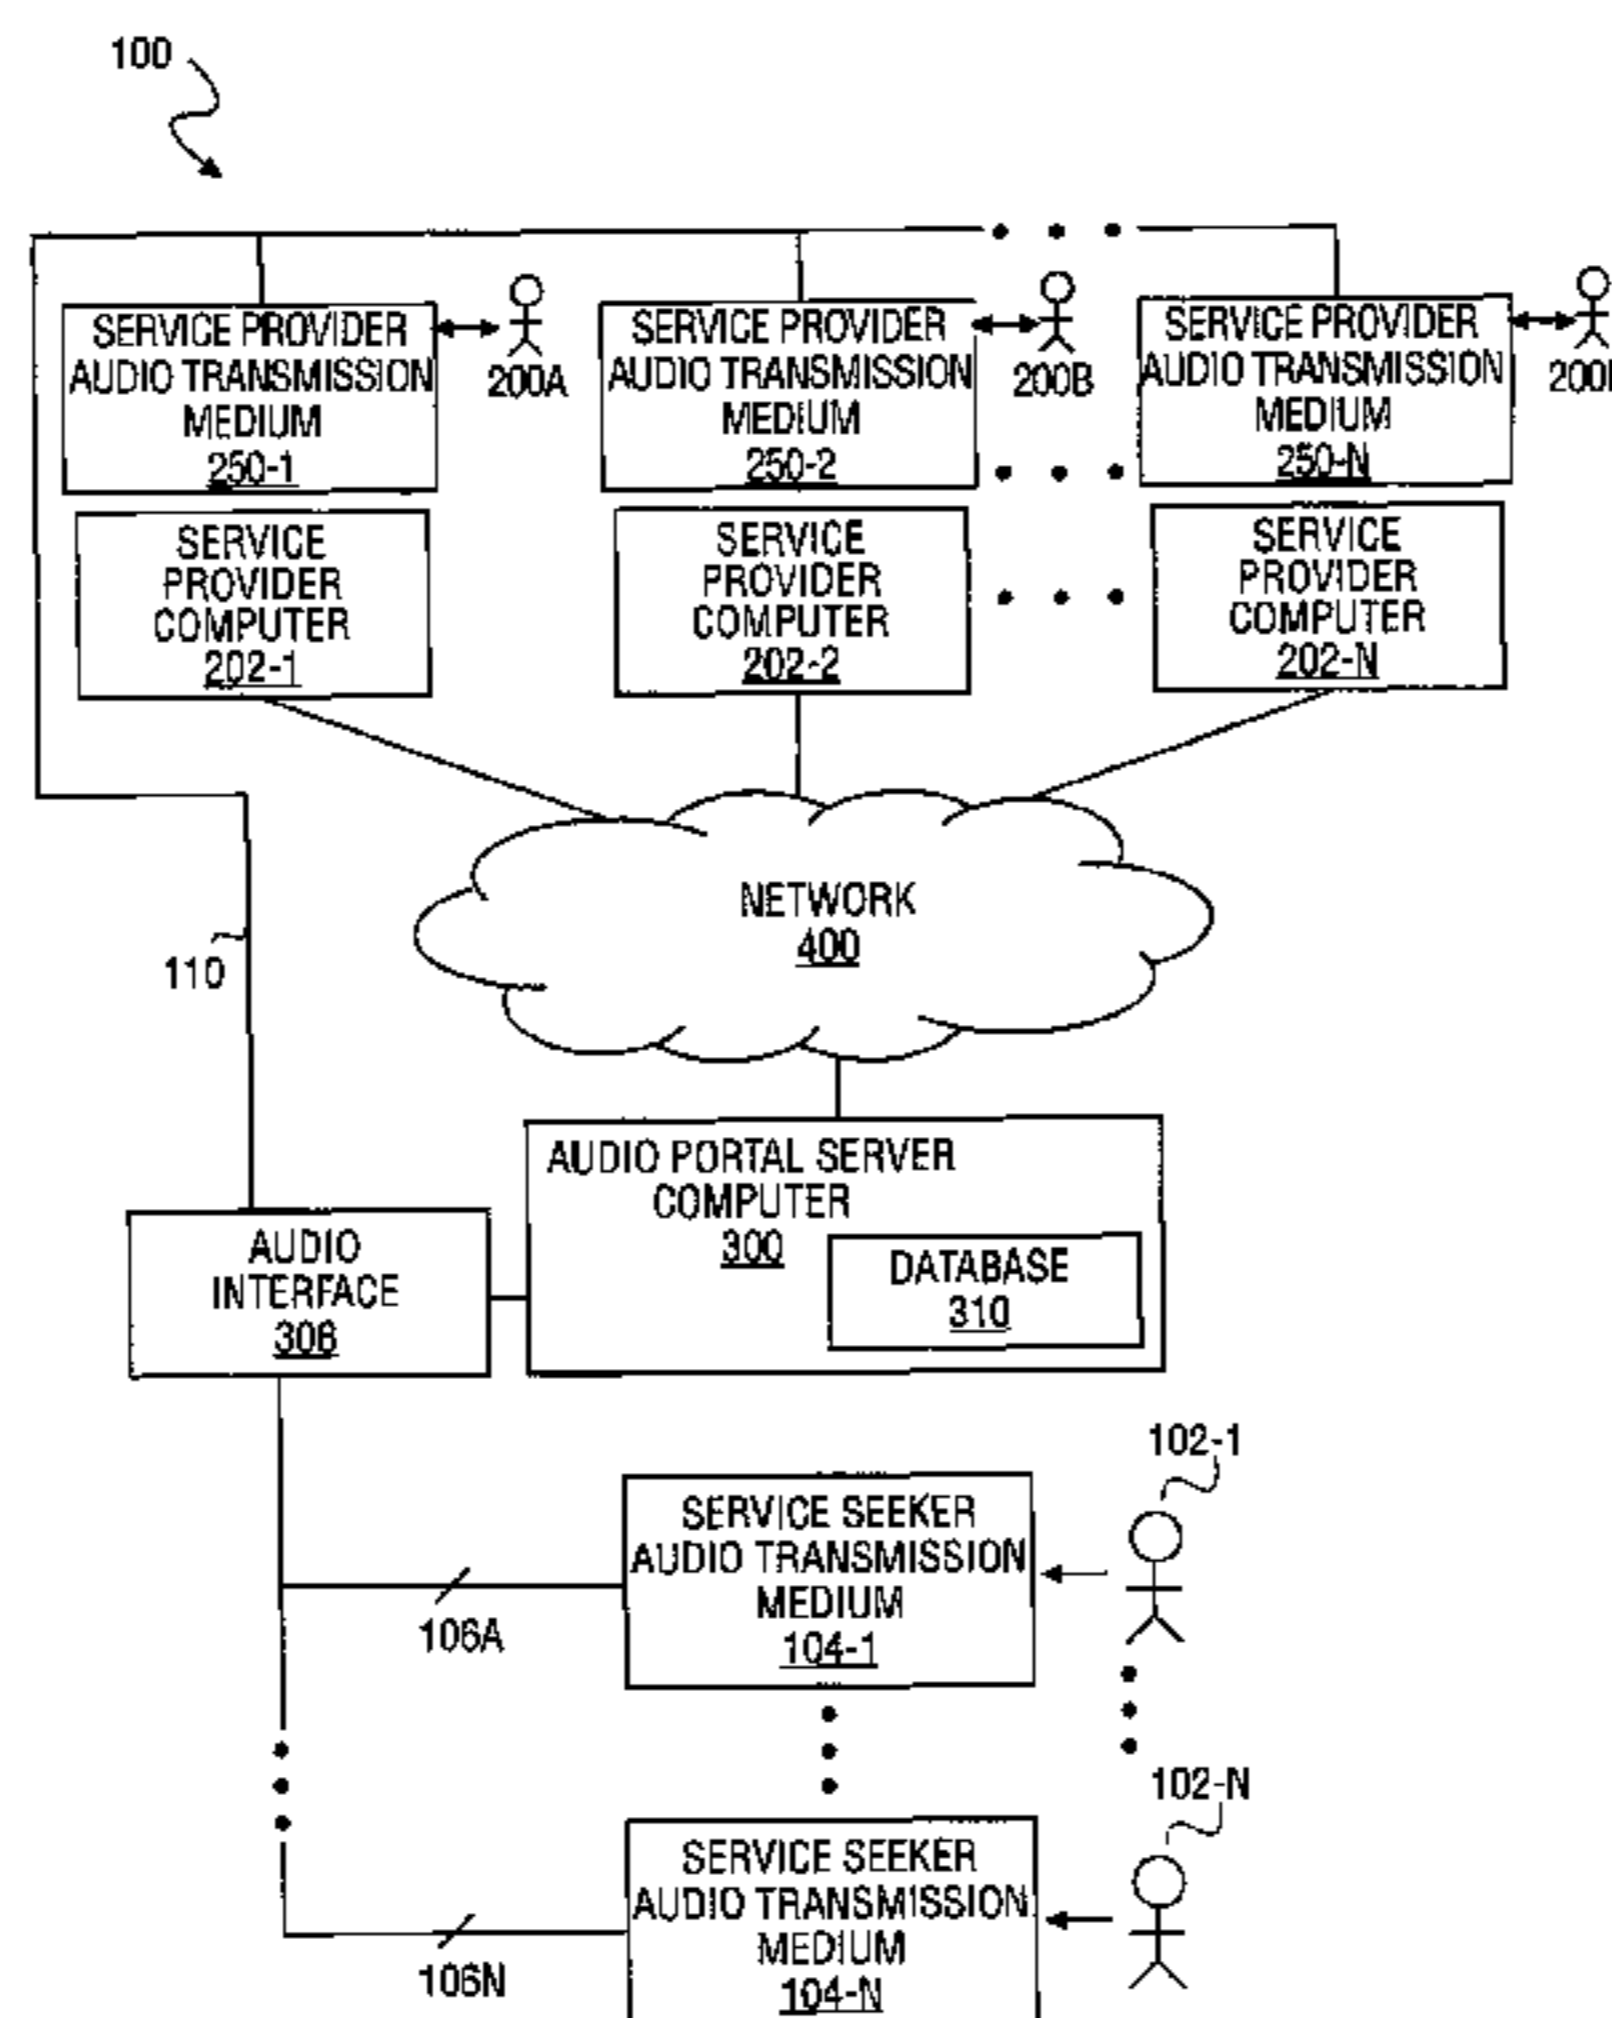 100
SERVICE PROVIDER
AUDIO TRANSMISSION
MEDIUM
250-1
200A
SERVICE PROVIDER
AUDIO TRANSMISSION
MEDIUM
250-2
200B
SERVICE PROVIDER
AUDIO TRANSMISSION
MEDIUM
250-N
SERVICE
PROVIDER
COMPUTER
202-1
SERVICE
PROVIDER
COMPUTER
202-2
SERVICE
PROVIDER
COMPUTER
202-N
NETWORK
400
110
AUDIO PORTAL SERVER
COMPUTER
300
DATABASE
310
AUDIO
INTERFACE
306
102-1
SERVICE SEEKER
AUDIO TRANSMISSION
MEDIUM
104-1
106A
102-N
SERVICE SEEKER
AUDIO TRANSMISSION
MEDIUM
104-N
106N